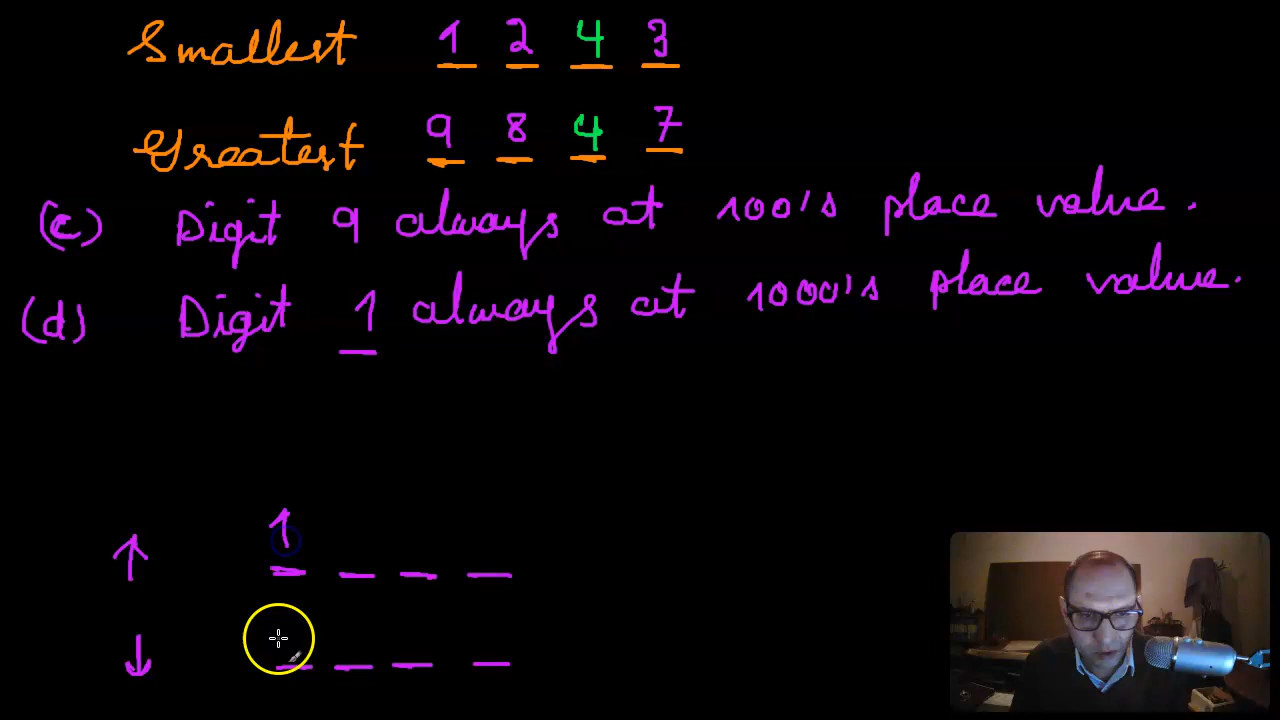 Smallest 1 2 4 3
Greatest 9 8 4 7
(c) Digit 9 always at 100's place value.
(d) Digit 1 always at 1000's place value.
↑ 1 _ _ _
↓ _ _ _ _